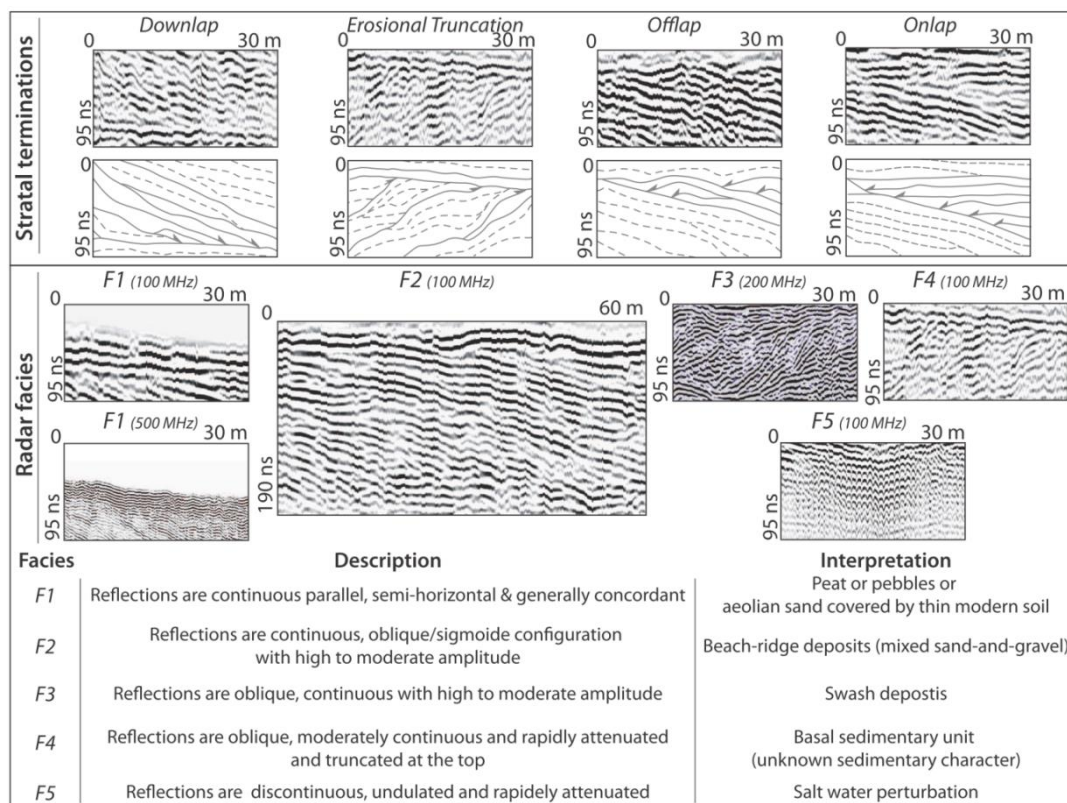 Stratal terminations
Downlap
0 30 m
95 ns
Erosional Truncation
0 30 m
95 ns
Offlap
0 30 m
95 ns
Onlap
0 30 m
95 ns
0
95 ns
0
95 ns
0
95 ns
0
95 ns
Radar facies
F1 (100 MHz)
0 30 m
95 ns
F2 (100 MHz)
0 60 m
190 ns
F3 (200 MHz)
0 30 m
95 ns
F4 (100 MHz)
0 30 m
95 ns
F1 (500 MHz)
0 30 m
95 ns
F5 (100 MHz)
0 30 m
95 ns
Facies Description Interpretation
F1 Reflections are continuous parallel, semi-horizontal & generally concordant
Peat or pebbles or
aeolian sand covered by thin modern soil
F2 Reflections are continuous, oblique/sigmoide configuration
with high to moderate amplitude
Beach-ridge deposits (mixed sand-and-gravel)
F3 Reflections are oblique, continuous with high to moderate amplitude
Swash depostis
F4 Reflections are oblique, moderately continuous and rapidly attenuated
and truncated at the top
Basal sedimentary unit
(unknown sedimentary character)
F5 Reflections are discontinuous, undulated and rapidely attenuated
Salt water perturbation